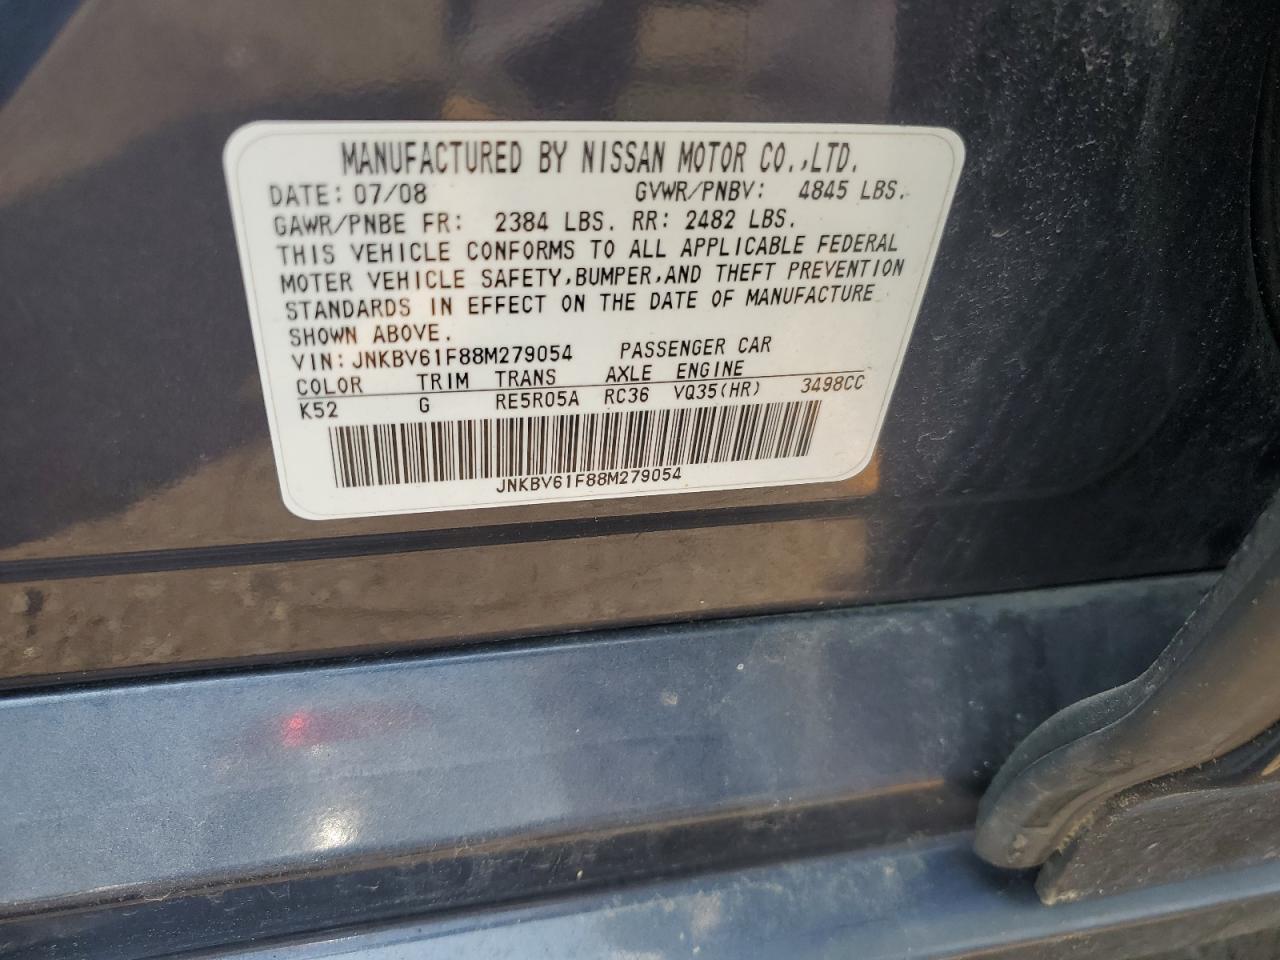 MANUFACTURED BY NISSAN MOTOR CO.,LTD.
DATE: 07/08 GVWR/PNBV: 4845 LBS.
GAWR/PNBE FR: 2384 LBS. RR: 2482 LBS.
THIS VEHICLE CONFORMS TO ALL APPLICABLE FEDERAL
MOTER VEHICLE SAFETY,BUMPER,AND THEFT PREVENTION
STANDARDS IN EFFECT ON THE DATE OF MANUFACTURE
SHOWN ABOVE.
VIN: JNKBV61F88M279054 PASSENGER CAR
COLOR TRIM TRANS AXLE ENGINE
K52 G RE5R05A RC36 VQ35(HR) 3498CC
JNKBV61F88M279054